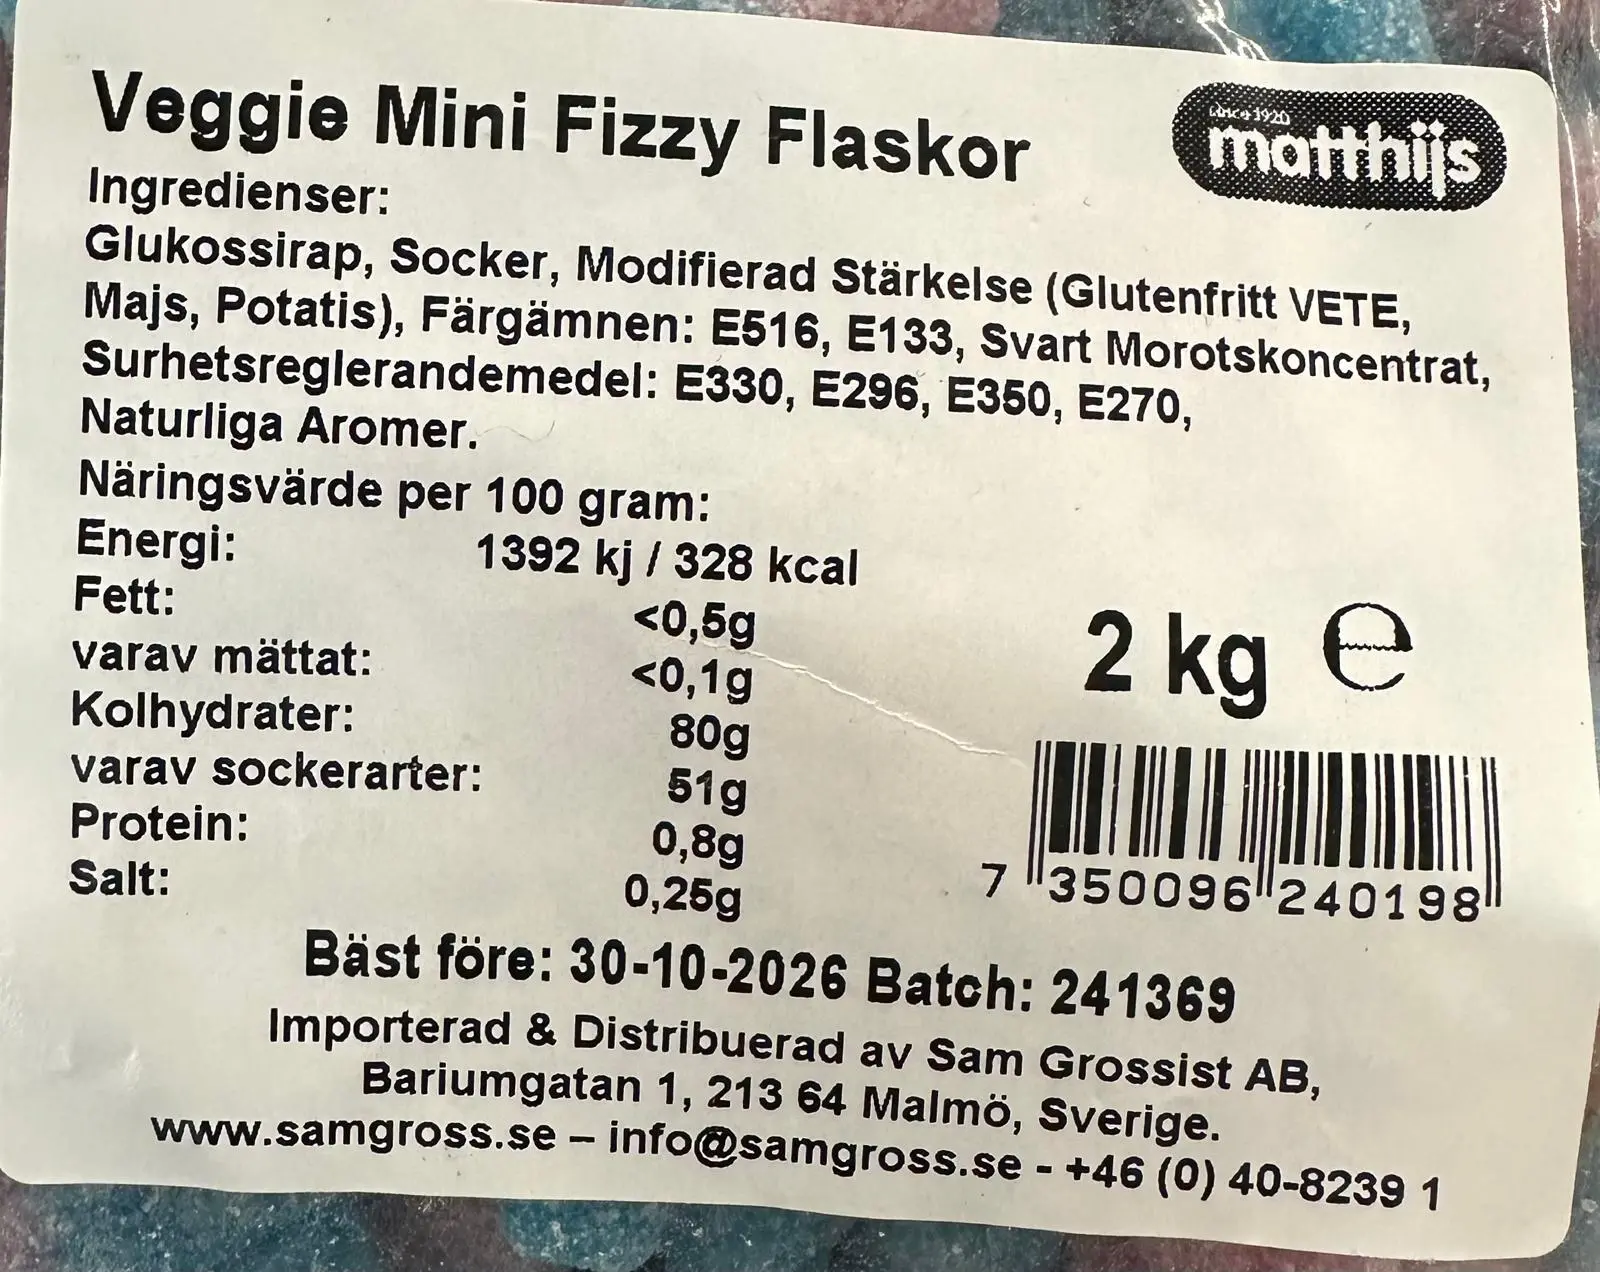 Veggie Mini Fizzy Flaskor
since 1920
matthijs
Ingredienser:
Glukossirap, Socker, Modifierad Stärkelse (Glutenfritt VETE,
Majs, Potatis), Färgämnen: E516, E133, Svart Morotskoncentrat,
Surhetsreglerandemedel: E330, E296, E350, E270,
Naturliga Aromer.
Näringsvärde per 100 gram:
Energi: 1392 kj / 328 kcal
Fett: <0,5g
varav mättat: <0,1g
Kolhydrater: 80g
varav sockerarter: 51g
Protein: 0,8g
Salt: 0,25g
2 kg ℮
7 350096 240198
Bäst före: 30-10-2026 Batch: 241369
Importerad & Distribuerad av Sam Grossist AB,
Bariumgatan 1, 213 64 Malmö, Sverige.
www.samgross.se – info@samgross.se - +46 (0) 40-8239 1